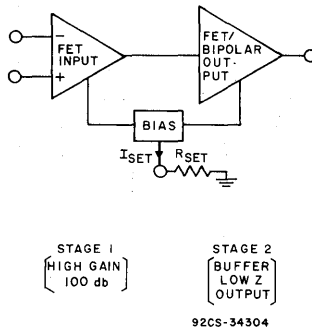 −
+
FET
INPUT
FET/
BIPOLAR
OUT-
PUT
BIAS
ISET
RSET
STAGE 1
HIGH GAIN
100 db
STAGE 2
BUFFER
LOW Z
OUTPUT
92CS-34304